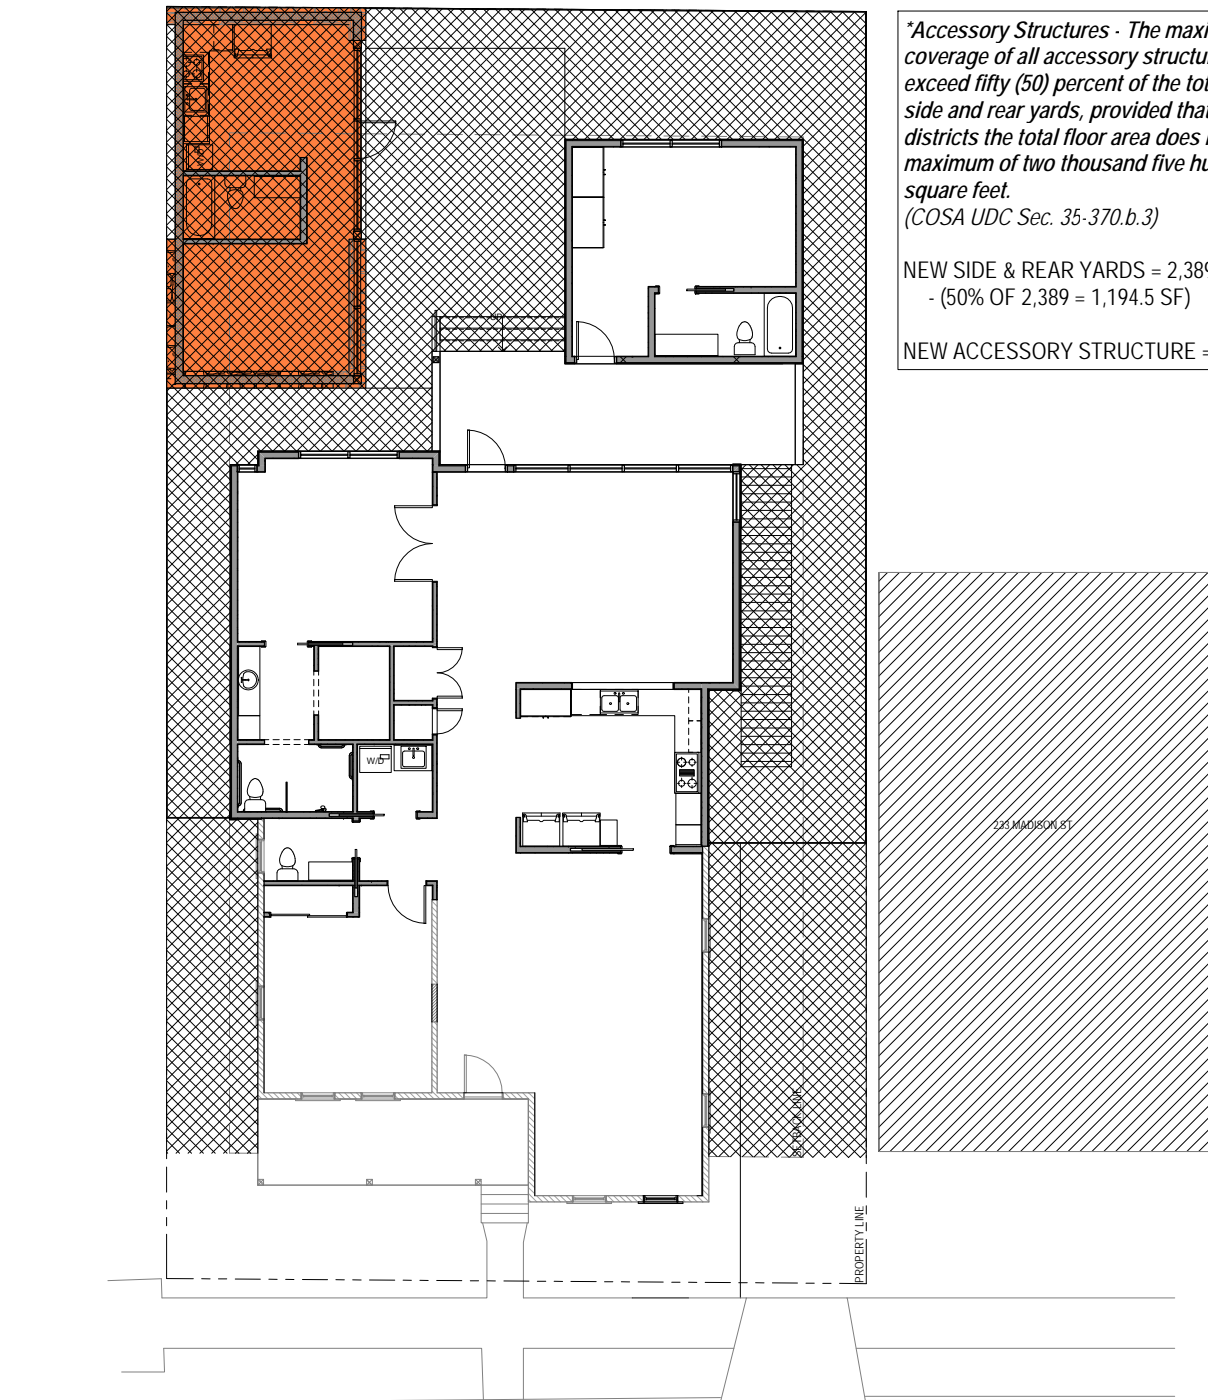 *Accessory Structures - The maxi
coverage of all accessory structu
exceed fifty (50) percent of the tot
side and rear yards, provided that
districts the total floor area does
maximum of two thousand five hu
square feet.
(COSA UDC Sec. 35-370.b.3)
NEW SIDE & REAR YARDS = 2,389
- (50% OF 2,389 = 1,194.5 SF)
NEW ACCESSORY STRUCTURE =
W/D
UP
W/D
233 MADISON ST
SETBACK LINE
PROPERTY LINE